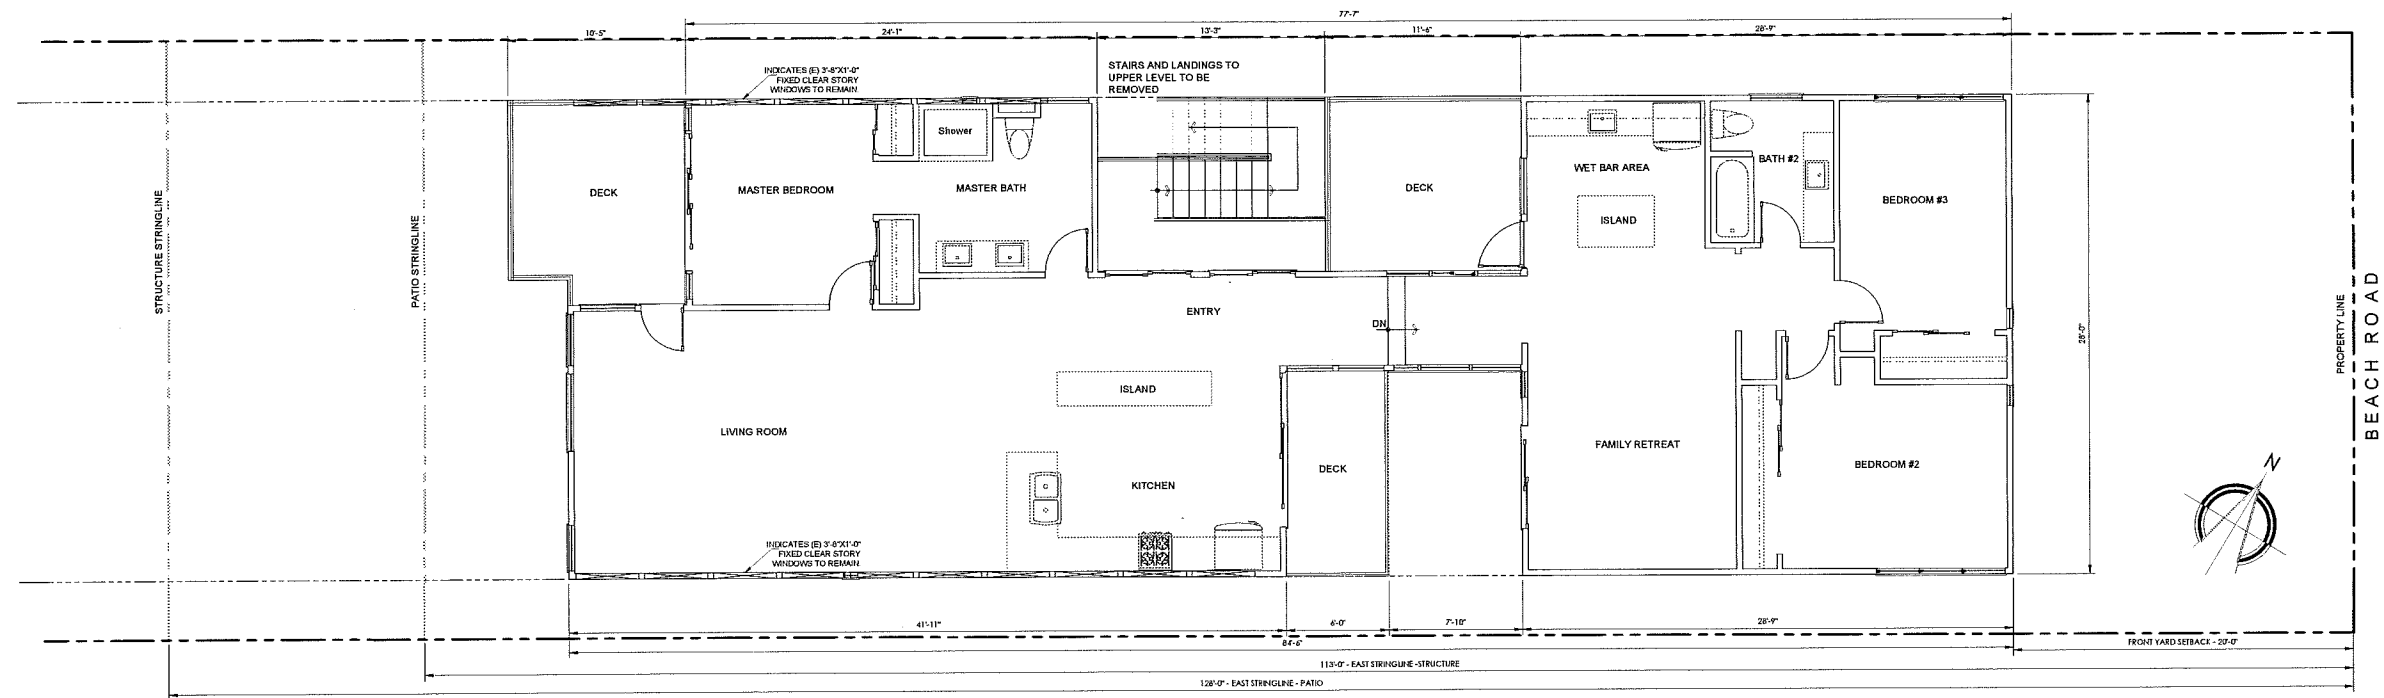 77'-7"
10'-5"
24'-1"
13'-3"
11'-6"
28'-9"
INDICATES (E) 3'-8"X1'-0"
FIXED CLEAR STORY
WINDOWS TO REMAIN.
STAIRS AND LANDINGS TO
UPPER LEVEL TO BE
REMOVED
Shower
DECK
MASTER BEDROOM
MASTER BATH
DECK
WET BAR AREA
BATH #2
ISLAND
BEDROOM #3
STRUCTURE STRINGLINE
PATIO STRINGLINE
ENTRY
DN
28'-0"
PROPERTY LINE
BEACH ROAD
ISLAND
LIVING ROOM
FAMILY RETREAT
DECK
BEDROOM #2
KITCHEN
N
INDICATES (E) 3'-8"X1'-0"
FIXED CLEAR STORY
WINDOWS TO REMAIN.
41'-11"
6'-0"
7'-10"
28'-9"
84'-6"
FRONT YARD SETBACK - 20'-0"
113'-0" - EAST STRINGLINE -STRUCTURE
128'-0" - EAST STRINGLINE - PATIO